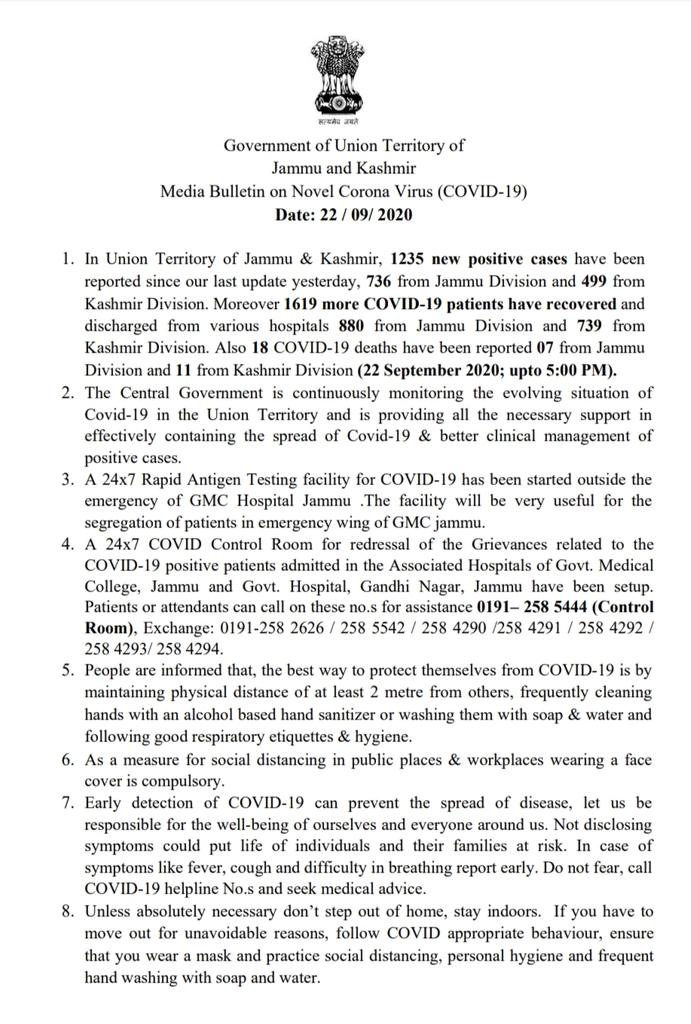 सत्यमेव जयते
Government of Union Territory of
Jammu and Kashmir
Media Bulletin on Novel Corona Virus (COVID-19)
Date: 22 / 09/ 2020
1. In Union Territory of Jammu & Kashmir, 1235 new positive cases have been
reported since our last update yesterday, 736 from Jammu Division and 499 from
Kashmir Division. Moreover 1619 more COVID-19 patients have recovered and
discharged from various hospitals 880 from Jammu Division and 739 from
Kashmir Division. Also 18 COVID-19 deaths have been reported 07 from Jammu
Division and 11 from Kashmir Division (22 September 2020; upto 5:00 PM).
2. The Central Government is continuously monitoring the evolving situation of
Covid-19 in the Union Territory and is providing all the necessary support in
effectively containing the spread of Covid-19 & better clinical management of
positive cases.
3. A 24x7 Rapid Antigen Testing facility for COVID-19 has been started outside the
emergency of GMC Hospital Jammu .The facility will be very useful for the
segregation of patients in emergency wing of GMC jammu.
4. A 24x7 COVID Control Room for redressal of the Grievances related to the
COVID-19 positive patients admitted in the Associated Hospitals of Govt. Medical
College, Jammu and Govt. Hospital, Gandhi Nagar, Jammu have been setup.
Patients or attendants can call on these no.s for assistance 0191– 258 5444 (Control
Room), Exchange: 0191-258 2626 / 258 5542 / 258 4290 /258 4291 / 258 4292 /
258 4293/ 258 4294.
5. People are informed that, the best way to protect themselves from COVID-19 is by
maintaining physical distance of at least 2 metre from others, frequently cleaning
hands with an alcohol based hand sanitizer or washing them with soap & water and
following good respiratory etiquettes & hygiene.
6. As a measure for social distancing in public places & workplaces wearing a face
cover is compulsory.
7. Early detection of COVID-19 can prevent the spread of disease, let us be
responsible for the well-being of ourselves and everyone around us. Not disclosing
symptoms could put life of individuals and their families at risk. In case of
symptoms like fever, cough and difficulty in breathing report early. Do not fear, call
COVID-19 helpline No.s and seek medical advice.
8. Unless absolutely necessary don’t step out of home, stay indoors. If you have to
move out for unavoidable reasons, follow COVID appropriate behaviour, ensure
that you wear a mask and practice social distancing, personal hygiene and frequent
hand washing with soap and water.